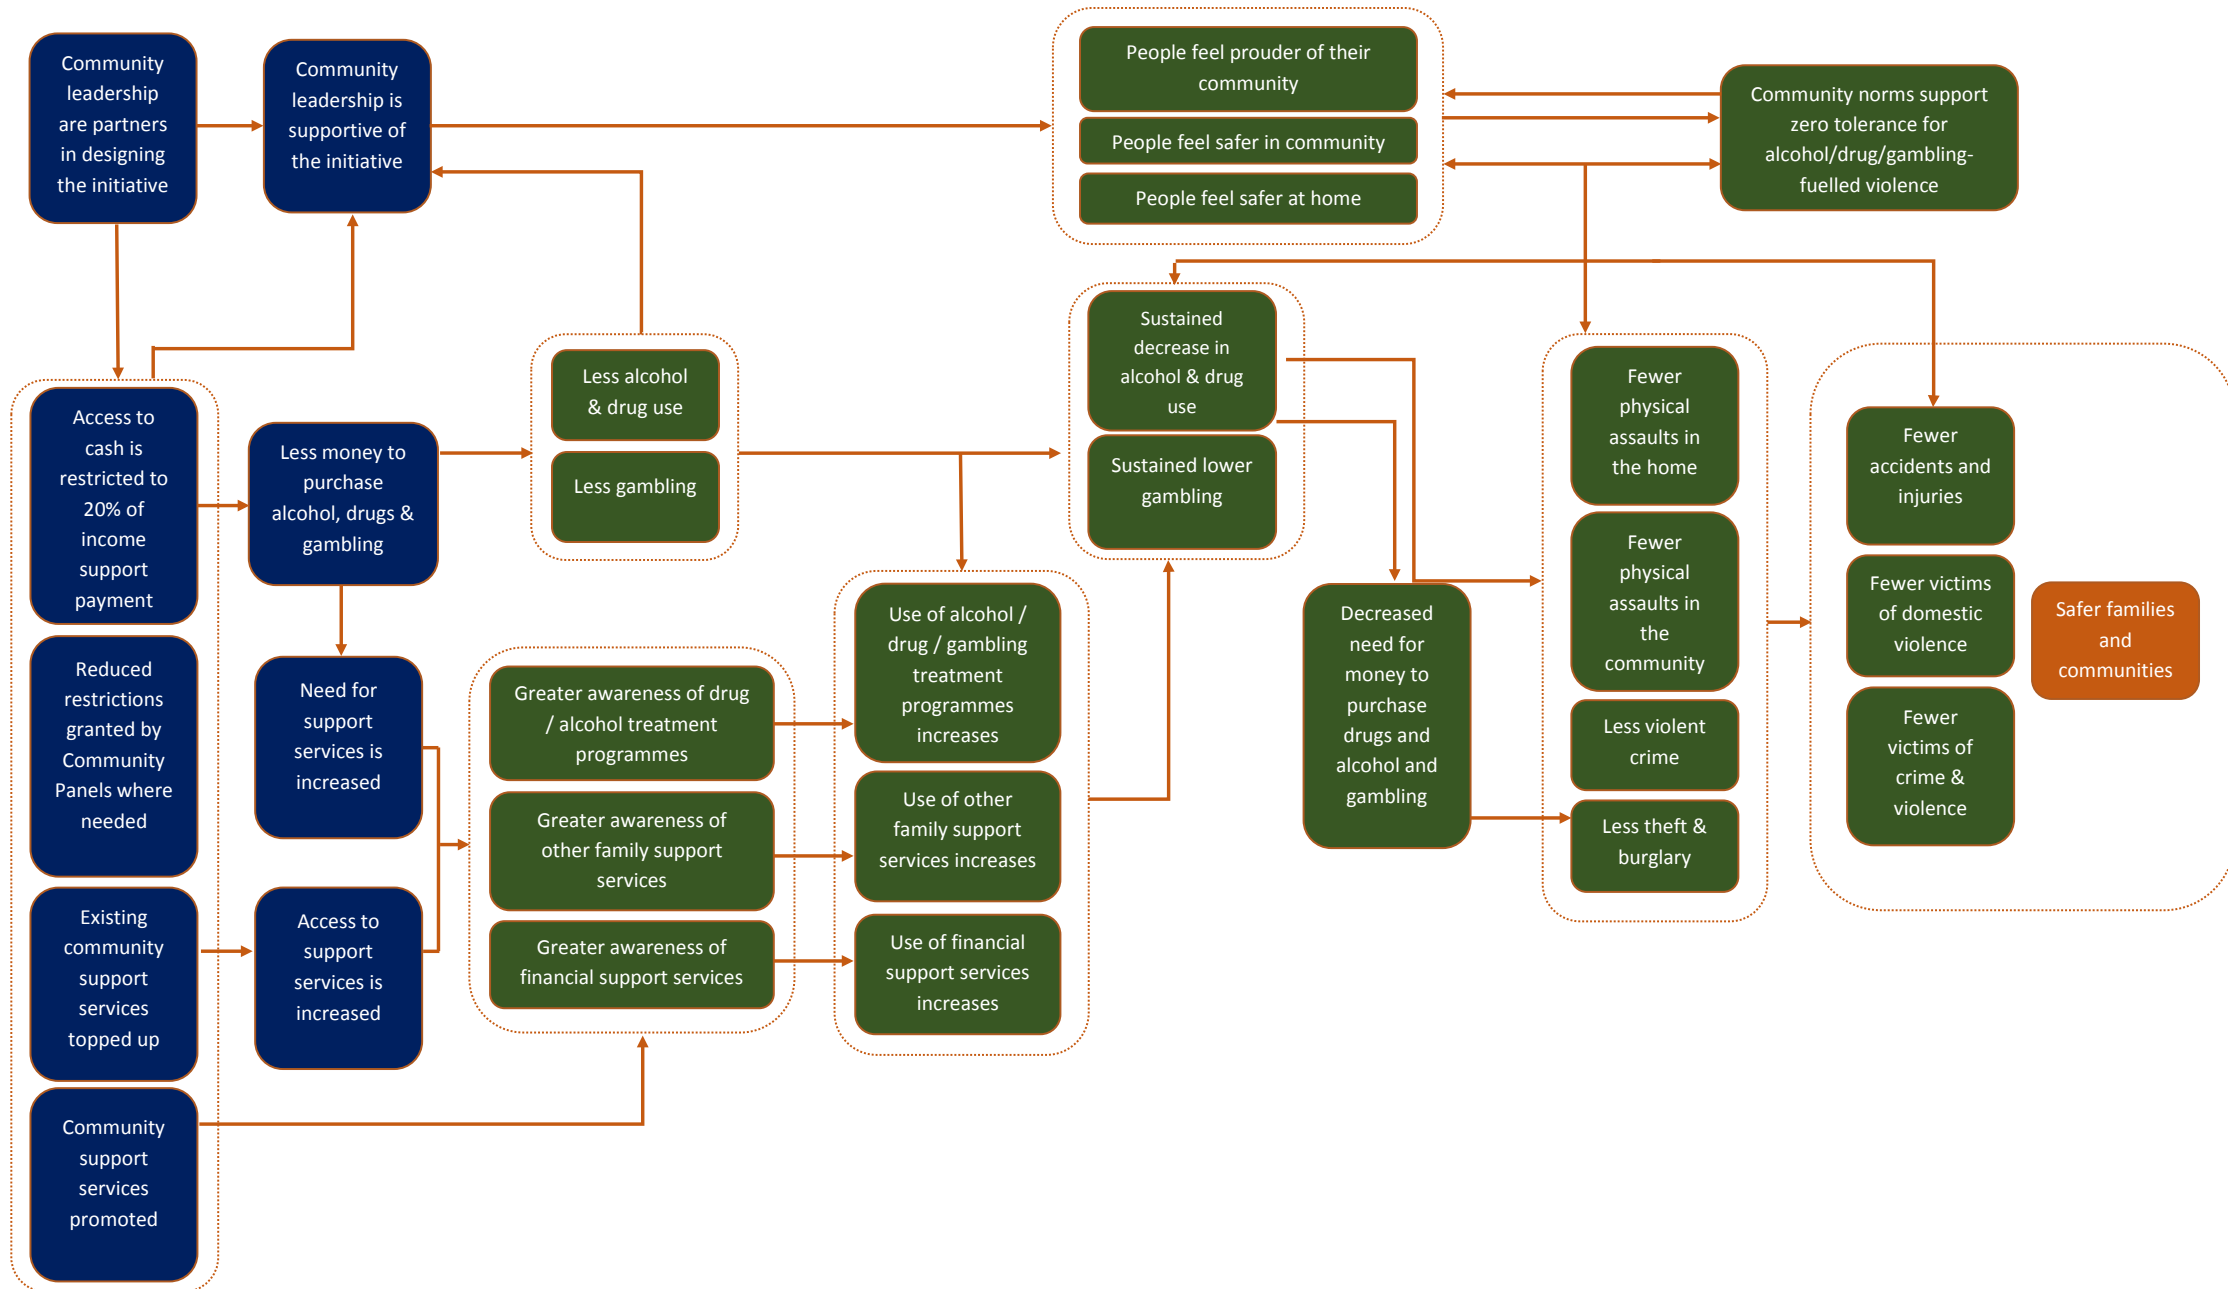 Community
leadership
are partners
in designing
the initiative
Community
leadership is
supportive of
the initiative
People feel prouder of their
community
People feel safer in community
People feel safer at home
Community norms support
zero tolerance for
alcohol/drug/gambling-
fuelled violence
Access to
cash is
restricted to
20% of
income
support
payment
Reduced
restrictions
granted by
Community
Panels where
needed
Existing
community
support
services
topped up
Community
support
services
promoted
Less money to
purchase
alcohol, drugs &
gambling
Need for
support
services is
increased
Access to
support
services is
increased
Less alcohol
& drug use
Less gambling
Greater awareness of drug
/ alcohol treatment
programmes
Greater awareness of
other family support
services
Greater awareness of
financial support services
Use of alcohol /
drug / gambling
treatment
programmes
increases
Use of other
family support
services increases
Use of financial
support services
increases
Sustained
decrease in
alcohol & drug
use
Sustained lower
gambling
Decreased
need for
money to
purchase
drugs and
alcohol and
gambling
Fewer
physical
assaults in
the home
Fewer
physical
assaults in
the
community
Less violent
crime
Less theft &
burglary
Fewer
accidents and
injuries
Fewer victims
of domestic
violence
Fewer
victims of
crime &
violence
Safer families
and
communities